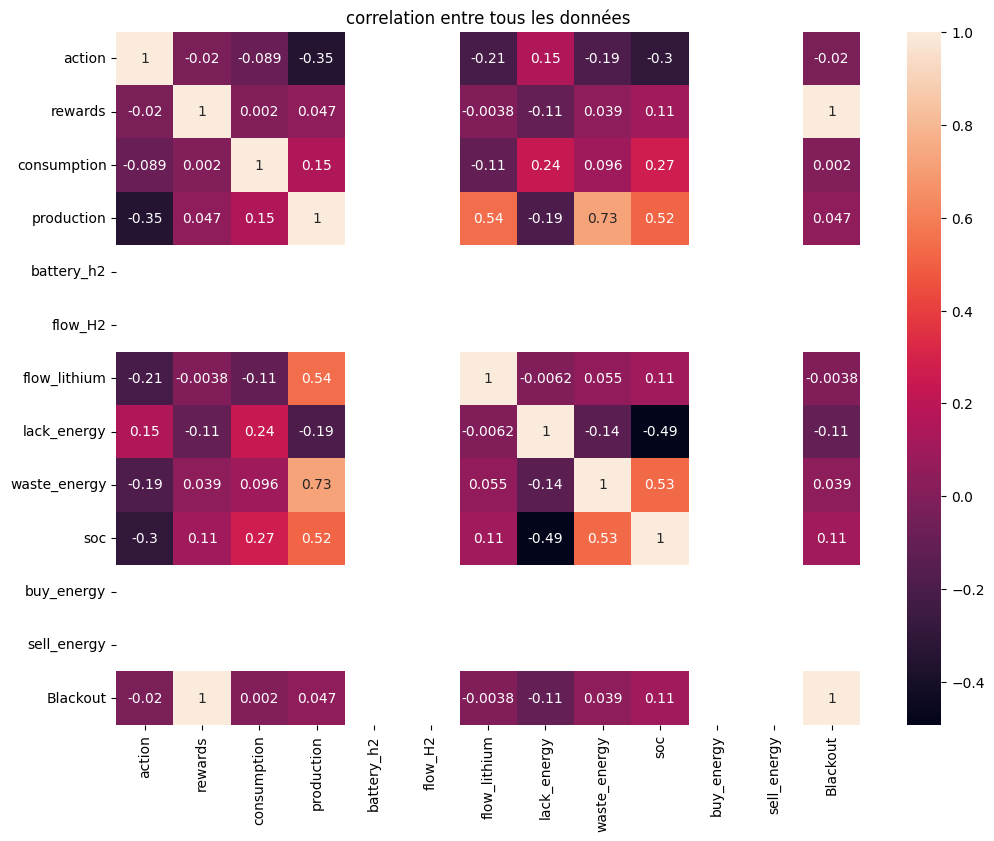 correlation entre tous les données
action 1 -0.02 -0.089 -0.35 -0.21 0.15 -0.19 -0.3 -0.02
rewards -0.02 1 0.002 0.047 -0.0038 -0.11 0.039 0.11 1
consumption -0.089 0.002 1 0.15 -0.11 0.24 0.096 0.27 0.002
production -0.35 0.047 0.15 1 0.54 -0.19 0.73 0.52 0.047
battery_h2
flow_H2
flow_lithium -0.21 -0.0038 -0.11 0.54 1 -0.0062 0.055 0.11 -0.0038
lack_energy 0.15 -0.11 0.24 -0.19 -0.0062 1 -0.14 -0.49 -0.11
waste_energy -0.19 0.039 0.096 0.73 0.055 -0.14 1 0.53 0.039
soc -0.3 0.11 0.27 0.52 0.11 -0.49 0.53 1 0.11
buy_energy
sell_energy
Blackout -0.02 1 0.002 0.047 -0.0038 -0.11 0.039 0.11 1
action rewards consumption production battery_h2 flow_H2 flow_lithium lack_energy waste_energy soc buy_energy sell_energy Blackout
1.0
0.8
0.6
0.4
0.2
0.0
−0.2
−0.4